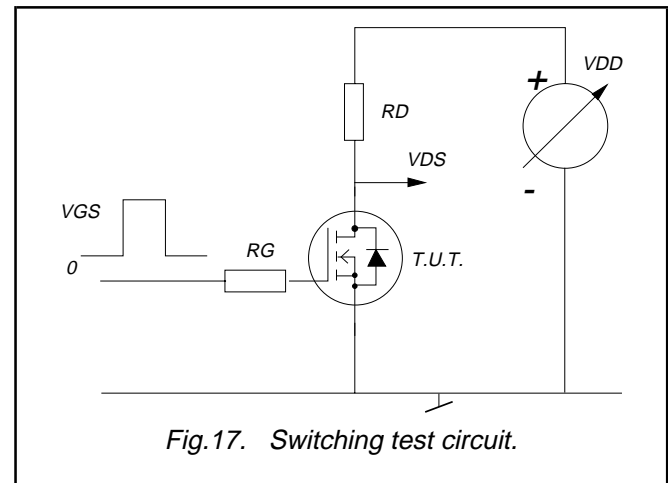 +
VDD
RD
VDS
-
VGS
0
RG
T.U.T.
Fig.17. Switching test circuit.